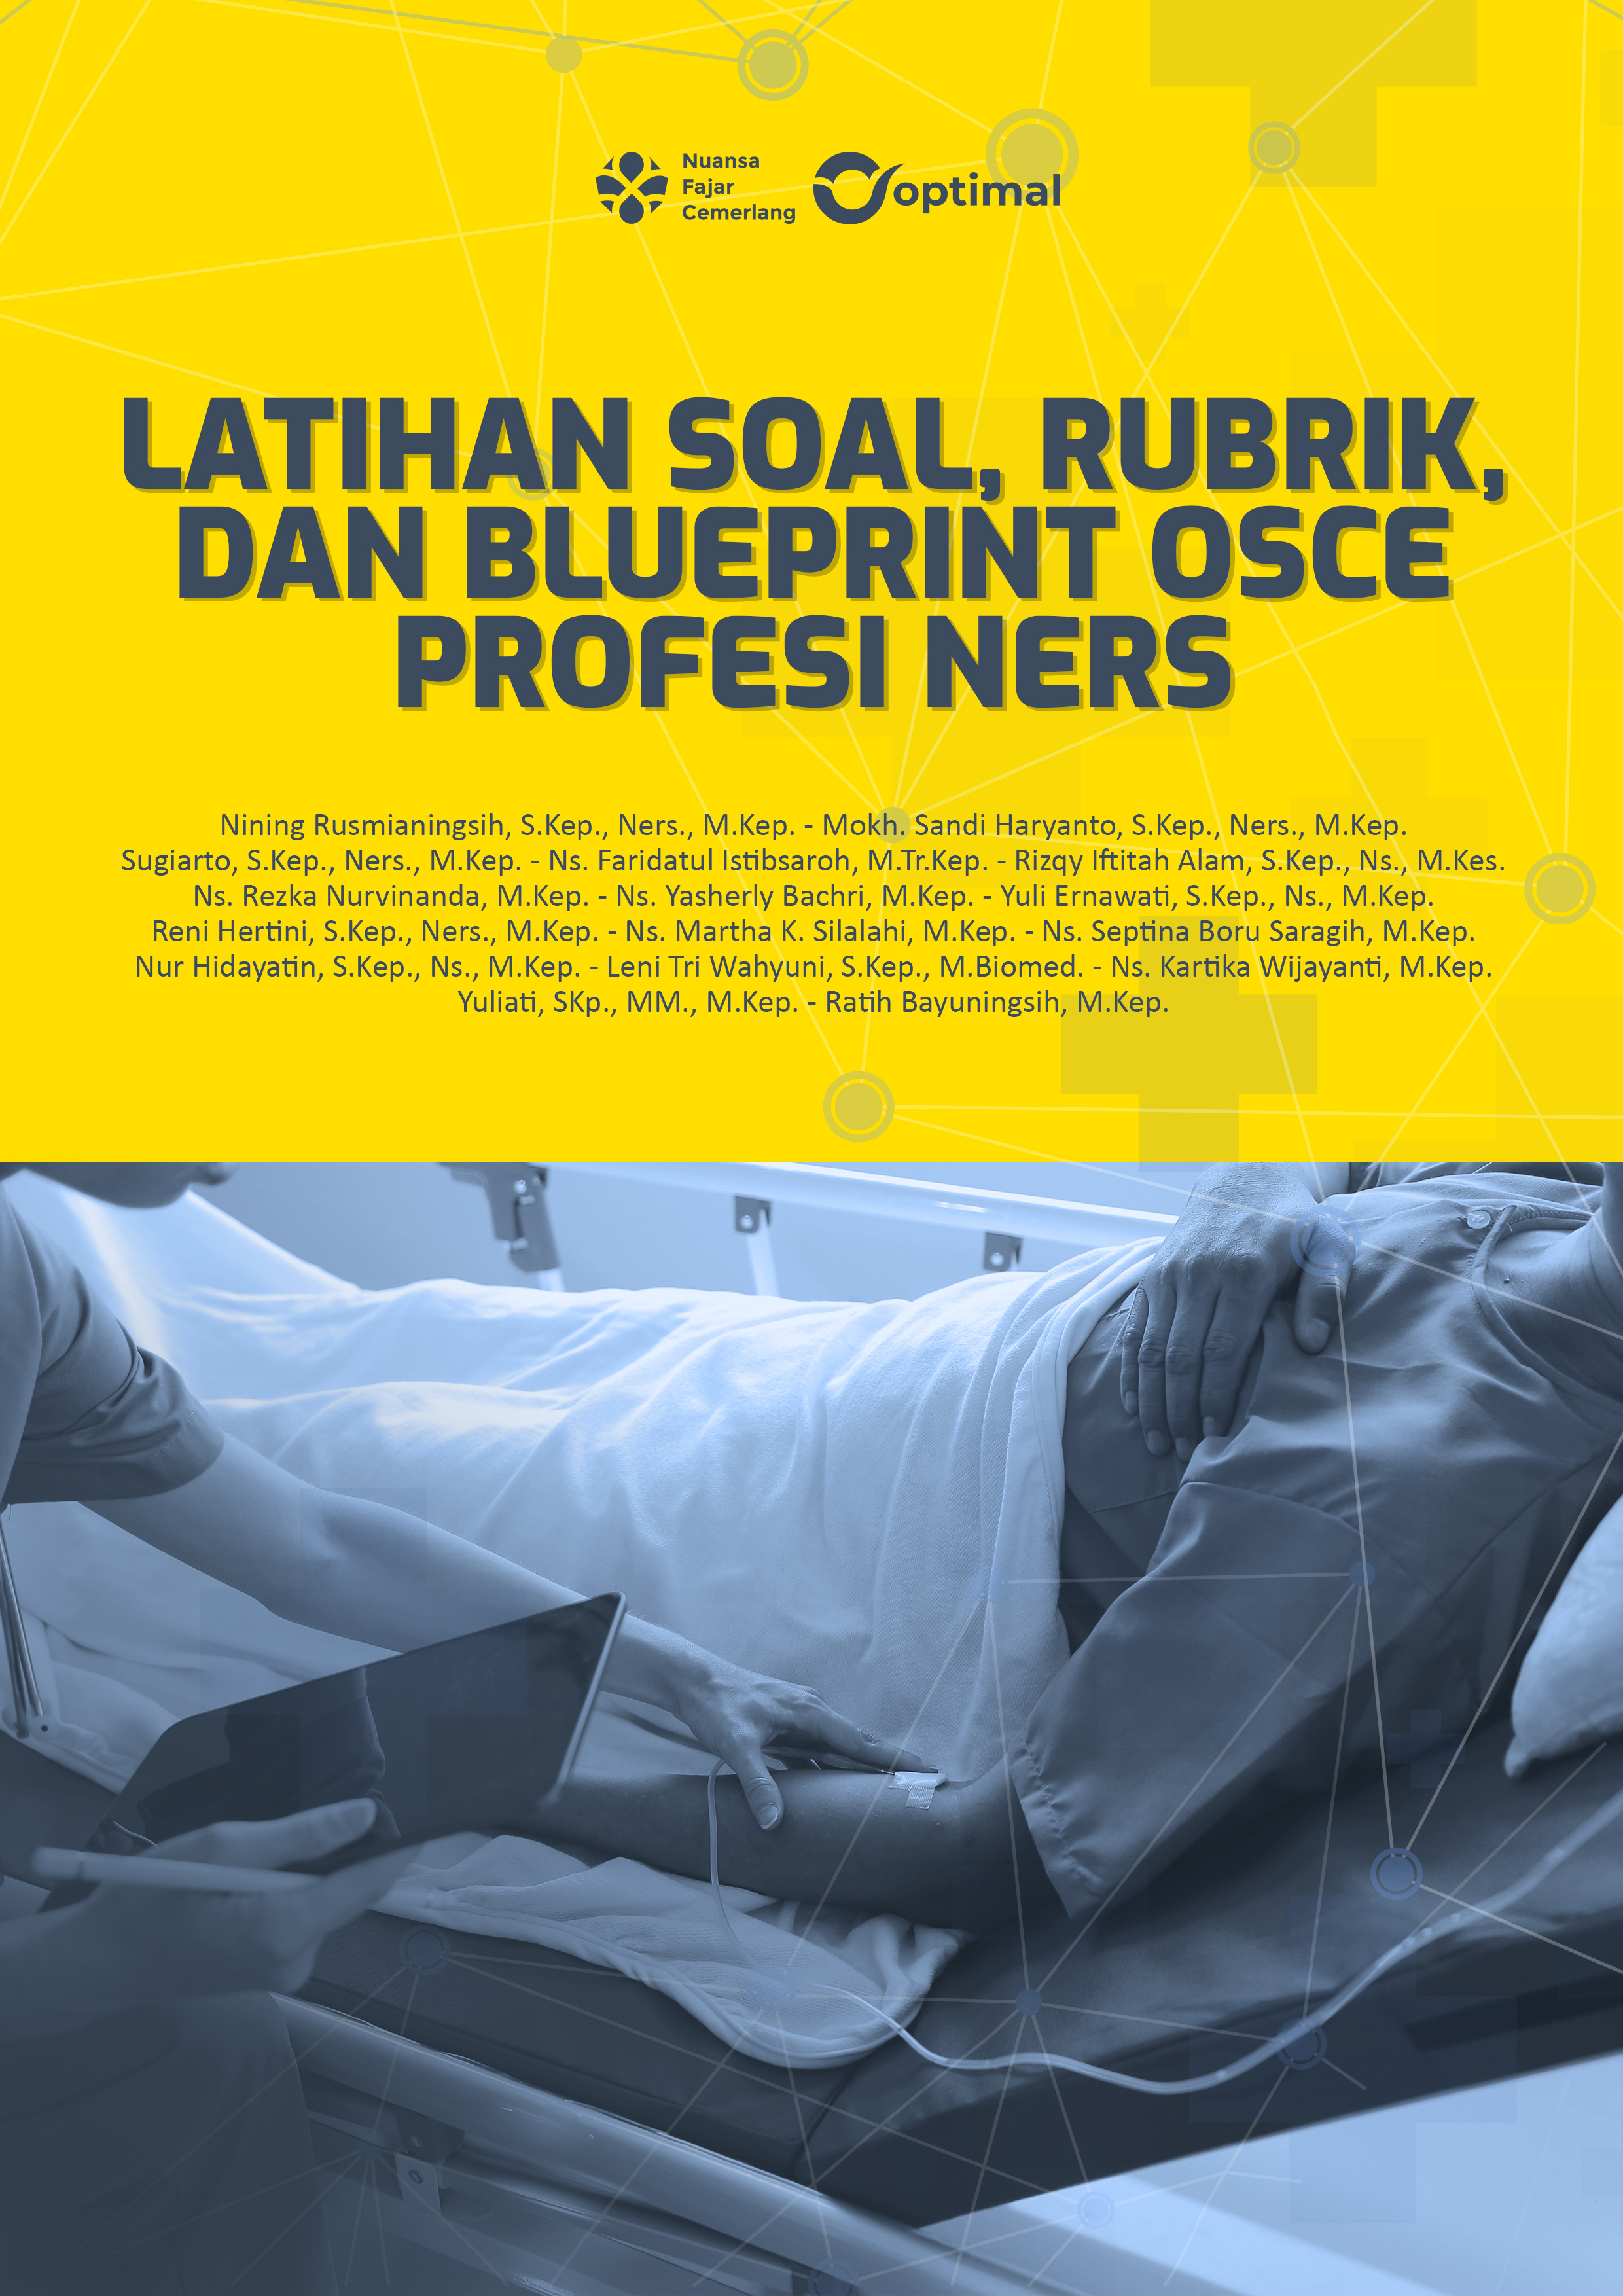 Nuansa
Fajar
Cemerlang
optimal
LATIHAN SOAL, RUBRIK,
DAN BLUEPRINT OSCE
PROFESI NERS
Nining Rusmianingsih, S.Kep., Ners., M.Kep. - Mokh. Sandi Haryanto, S.Kep., Ners., M.Kep.
Sugiarto, S.Kep., Ners., M.Kep. - Ns. Faridatul Istibsaroh, M.Tr.Kep. - Rizqy Iftitah Alam, S.Kep., Ns., M.Kes.
Ns. Rezka Nurvinanda, M.Kep. - Ns. Yasherly Bachri, M.Kep. - Yuli Ernawati, S.Kep., Ns., M.Kep.
Reni Hertini, S.Kep., Ners., M.Kep. - Ns. Martha K. Silalahi, M.Kep. - Ns. Septina Boru Saragih, M.Kep.
Nur Hidayatin, S.Kep., Ns., M.Kep. - Leni Tri Wahyuni, S.Kep., M.Biomed. - Ns. Kartika Wijayanti, M.Kep.
Yuliati, SKp., MM., M.Kep. - Ratih Bayuningsih, M.Kep.